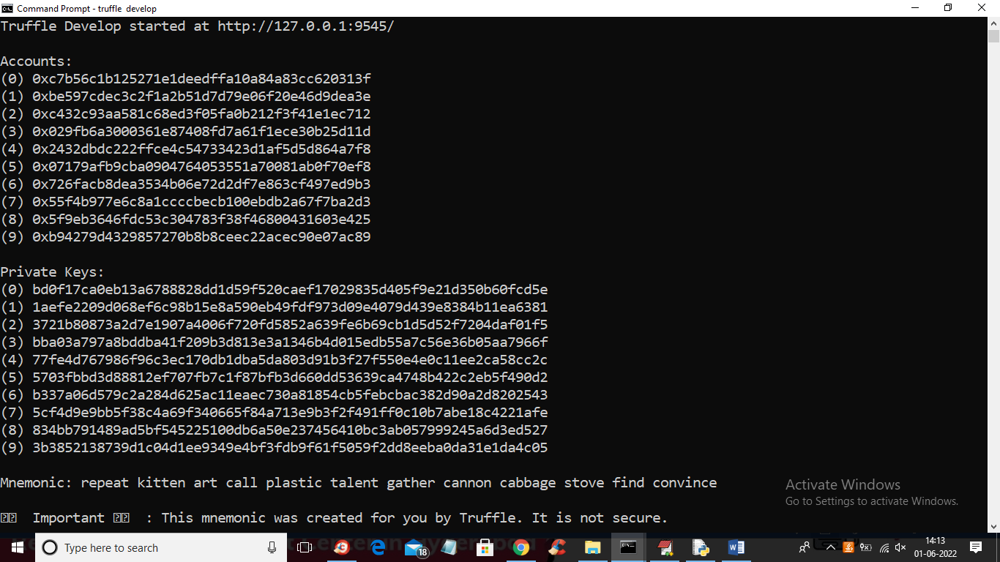 Command Prompt - truffle develop
Truffle Develop started at http://127.0.0.1:9545/
Accounts:
(0) 0xc7b56c1b125271e1deedffa10a84a83cc620313f
(1) 0xbe597cdec3c2f1a2b51d7d79e06f20e46d9dea3e
(2) 0xc432c93aa581c68ed3f05fa0b212f3f41e1ec712
(3) 0x029fb6a3000361e87408fd7a61f1ece30b25d11d
(4) 0x2432dbdc222ffce4c54733423d1af5d5d864a7f8
(5) 0x07179afb9cba0904764053551a70081ab0f70ef8
(6) 0x726facb8dea3534b06e72d2df7e863cf497ed9b3
(7) 0x55f4b977e6c8a1ccccbecb100ebdb2a67f7ba2d3
(8) 0x5f9eb3646fdc53c304783f38f46800431603e425
(9) 0xb94279d4329857270b8b8ceec22acec90e07ac89
Private Keys:
(0) bd0f17ca0eb13a6788828dd1d59f520caef17029835d405f9e21d350b60fcd5e
(1) 1aefe2209d068ef6c98b15e8a590eb49fdf973d09e4079d439e8384b11ea6381
(2) 3721b80873a2d7e1907a4006f720fd5852a639fe6b69cb1d5d52f7204daf01f5
(3) bba03a797a8bddba41f209b3d813e3a1346b4d015edb55a7c56e36b05aa7966f
(4) 77fe4d767986f96c3ec170db1dba5da803d91b3f27f550e4e0c11ee2ca58cc2c
(5) 5703fbbd3d88812ef707fb7c1f87bfb3d660dd53639ca4748b422c2eb5f490d2
(6) b337a06d579c2a284d625ac11eaec730a81854cb5febcbac382d90a2d8202543
(7) 5cf4d9e9bb5f38c4a69f340665f84a713e9b3f2f491ff0c10b7abe18c4221afe
(8) 834bb791489ad5bf545225100db6a50e237456410bc3ab057999245a6d3ed527
(9) 3b3852138739d1c04d1ee9349e4bf3fdb9f61f5059f2dd8eeba0da31e1da4c05
Mnemonic: repeat kitten art call plastic talent gather cannon cabbage stove find convince
Activate Windows
Go to Settings to activate Windows.
Important : This mnemonic was created for you by Truffle. It is not secure.
Type here to search
18
14:13
01-06-2022